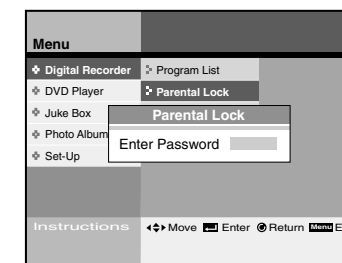 Menu
Digital Recorder
Program List
DVD Player
Parental Lock
Juke Box
Parental Lock
Photo Album
Enter Password
Set-Up
Instructions
Move Enter Return Menu E